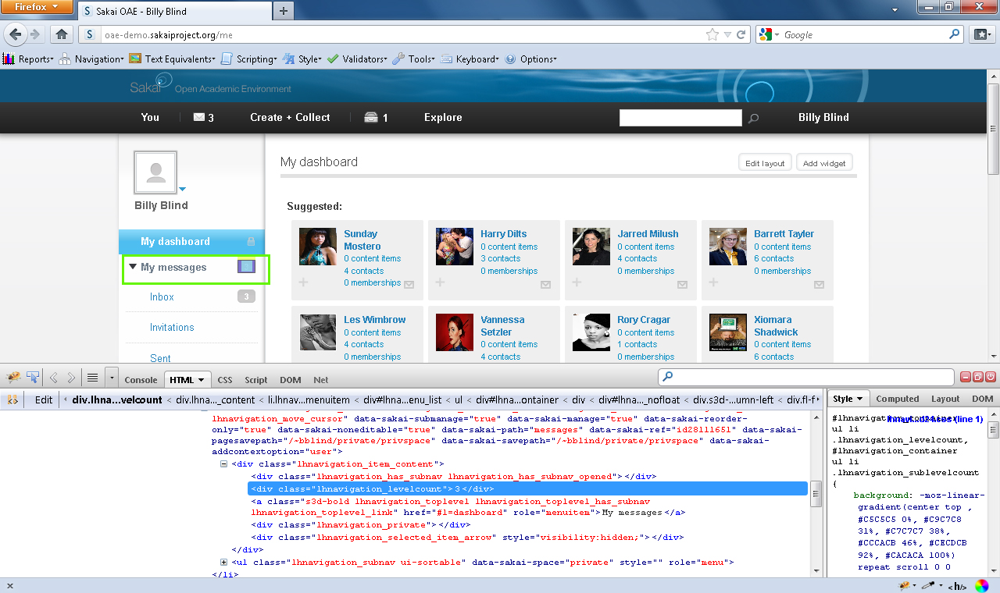 Firefox
Sakai OAE - Billy Blind
oae-demo.sakaiproject.org/
Google
Reports Navigation Text Equivalents Scripting Style Validators Tools Keyboard Options
Sakai Open Academic Environment
You 3 Create + Collect 1 Explore Billy Blind
My dashboard
Edit layout Add widget
Billy Blind
My dashboard
My messages
Inbox 3
Invitations
Sent
Suggested:
Sunday Mostero
0 content items
4 contacts
0 memberships
Harry Dilts
0 content items
3 contacts
0 memberships
Jarred Milush
0 content items
4 contacts
0 memberships
Barrett Tayler
0 content items
6 contacts
0 memberships
Les Wimbrow
0 content items
4 contacts
0 memberships
Vannessa Setzler
0 content items
4 contacts
Rory Cragar
0 content items
1 contacts
0 memberships
Xiomara Shadwick
0 content items
6 contacts
Console HTML CSS Script DOM Net
Edit div.lhna...velcount < div.lhna..._content < li.lhna...menuitem < div#lhna...enu_list < ul < div#lhna...ontainer < div < div#lhna..._nofloat < div.s3d-...umn-left < div.fl-f
lhnavigation_move_cursor" data-sakai-submanage="true" data-sakai-manage="true" data-sakai-reorder-
only="true" data-sakai-noneditable="true" data-sakai-path="messages" data-sakai-ref="id28111651" data-sakai-
pagesavepath="/~bblind/private/privspace" data-sakai-savepath="/~bblind/private/privspace" data-sakai-
addcontextoption="user">
<div class="lhnavigation_item_content">
<div class="lhnavigation_has_subnav lhnavigation_has_subnav_opened"></div>
<div class="lhnavigation_levelcount">3</div>
<a class="s3d-bold lhnavigation_toplevel lhnavigation_toplevel_has_subnav
lhnavigation_toplevel_link" href="#l=dashboard" role="menuitem">My messages</a>
<div class="lhnavigation_private"></div>
<div class="lhnavigation_selected_item_arrow" style="visibility:hidden;"></div>
</div>
<ul class="lhnavigation_subnav ui-sortable" data-sakai-space="private" style="" role="menu">
</li>
Style Computed Layout DOM
#lhnavigation_container
ul li
.lhnavigation_levelcount,
#lhnavigation_container
ul li
.lhnavigation_sublevelcount
{
background: -moz-linear-
gradient(center top ,
#C5C5C5 0%, #C9C7C8
31%, #C7C7C7 38%,
#CCCACB 46%, #CBCDCB
92%, #CACACA 100%)
repeat scroll 0 0
<h/>